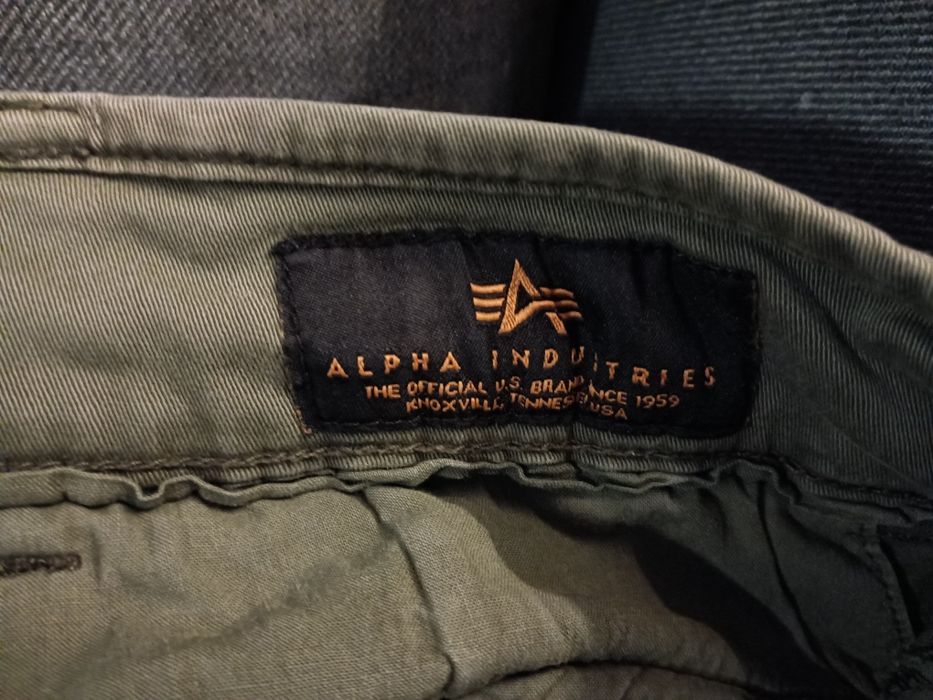 ALPHA INDUSTRIES
THE OFFICIAL U.S. BRAND SINCE 1959
KNOXVILLE, TENNESSEE USA